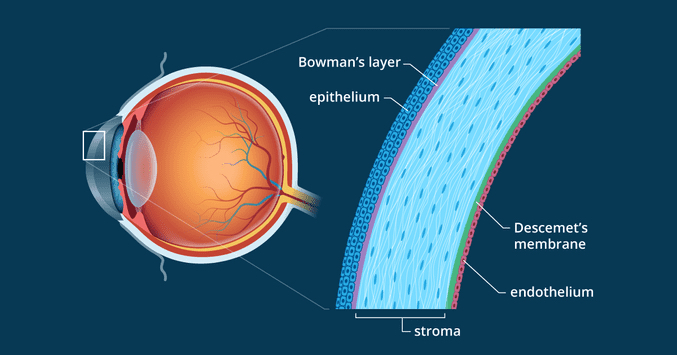 Bowman's layer
epithelium
Descemet's
membrane
endothelium
stroma